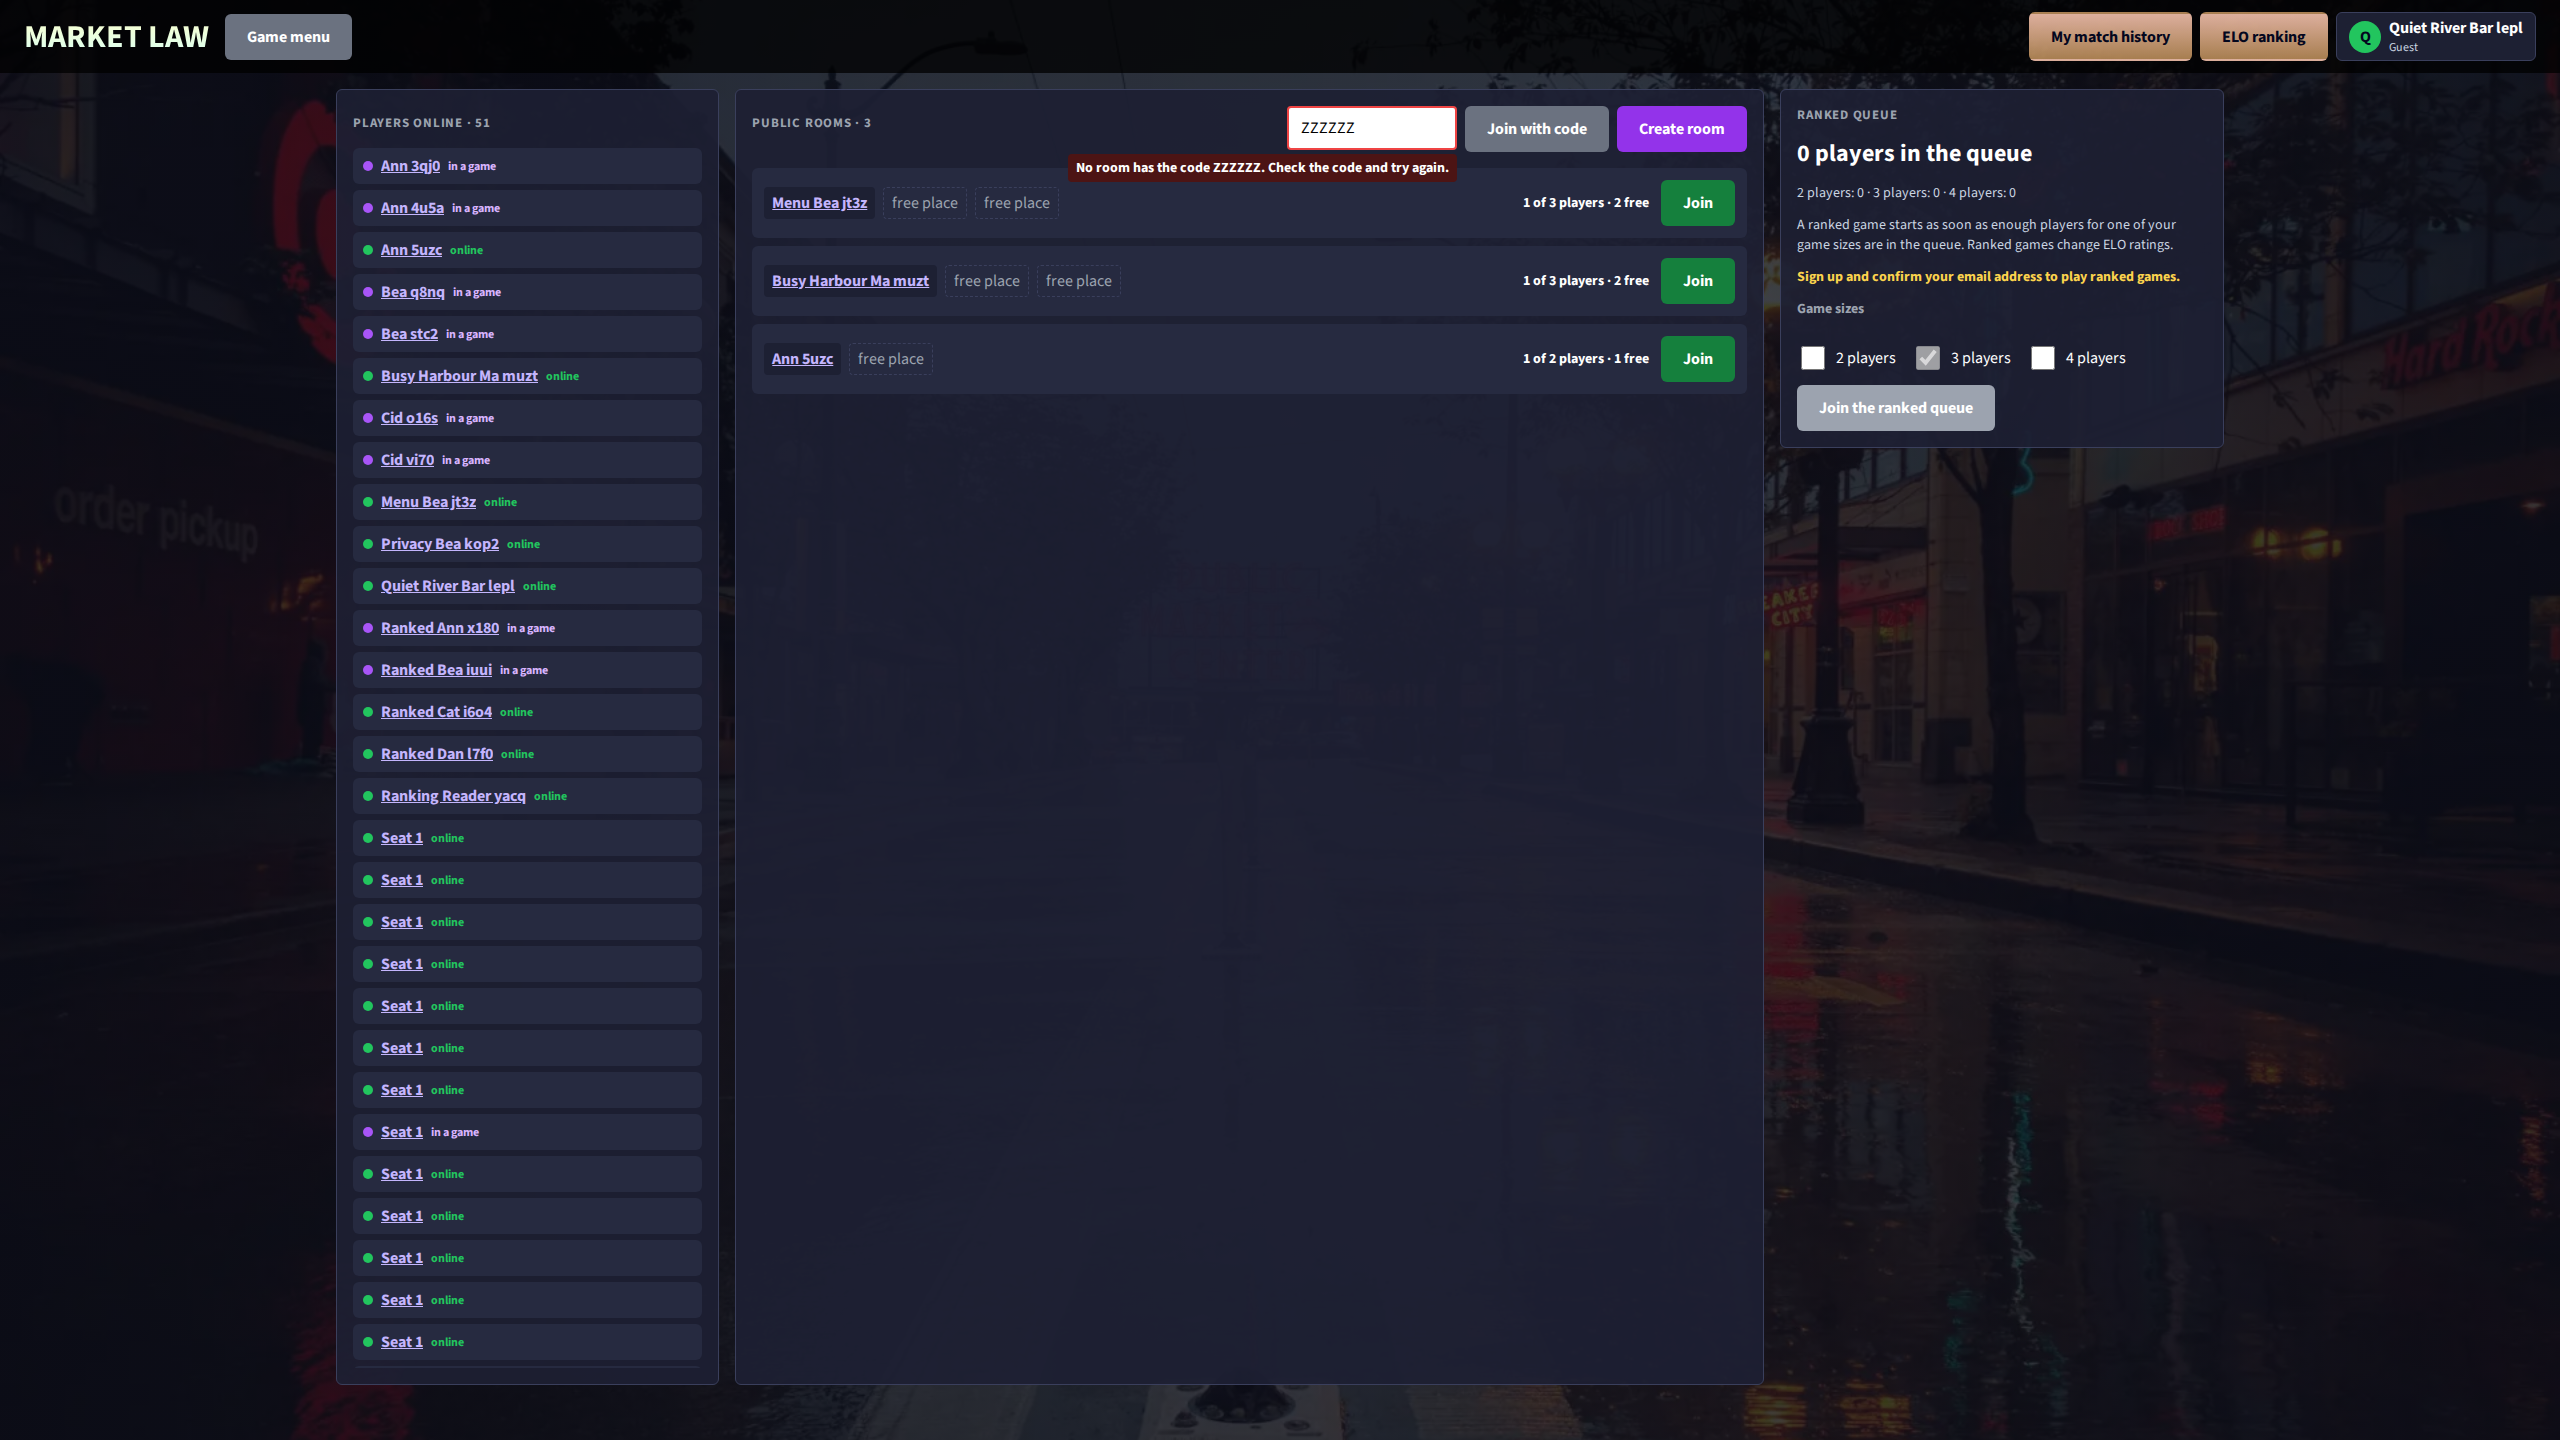 MARKET LAW
Game menu
My match history
ELO ranking
Q
Quiet River Bar lepl
Guest
PLAYERS ONLINE · 51
Ann 3qj0 in a game
Ann 4u5a in a game
Ann 5uzc online
Bea q8nq in a game
Bea stc2 in a game
Busy Harbour Ma muzt online
Cid o16s in a game
Cid vi70 in a game
Menu Bea jt3z online
Privacy Bea kop2 online
Quiet River Bar lepl online
Ranked Ann x180 in a game
Ranked Bea iuui in a game
Ranked Cat i6o4 online
Ranked Dan l7f0 online
Ranking Reader yacq online
Seat 1 online
Seat 1 online
Seat 1 online
Seat 1 online
Seat 1 online
Seat 1 online
Seat 1 online
Seat 1 in a game
Seat 1 online
Seat 1 online
Seat 1 online
Seat 1 online
Seat 1 online
PUBLIC ROOMS · 3
ZZZZZZ
Join with code
Create room
No room has the code ZZZZZZ. Check the code and try again.
Menu Bea jt3z free place free place 1 of 3 players · 2 free Join
Busy Harbour Ma muzt free place free place 1 of 3 players · 2 free Join
Ann 5uzc free place 1 of 2 players · 1 free Join
RANKED QUEUE
0 players in the queue
2 players: 0 · 3 players: 0 · 4 players: 0
A ranked game starts as soon as enough players for one of your
game sizes are in the queue. Ranked games change ELO ratings.
Sign up and confirm your email address to play ranked games.
Game sizes
2 players 3 players 4 players
Join the ranked queue
order pickup
Hard Rock
CITY